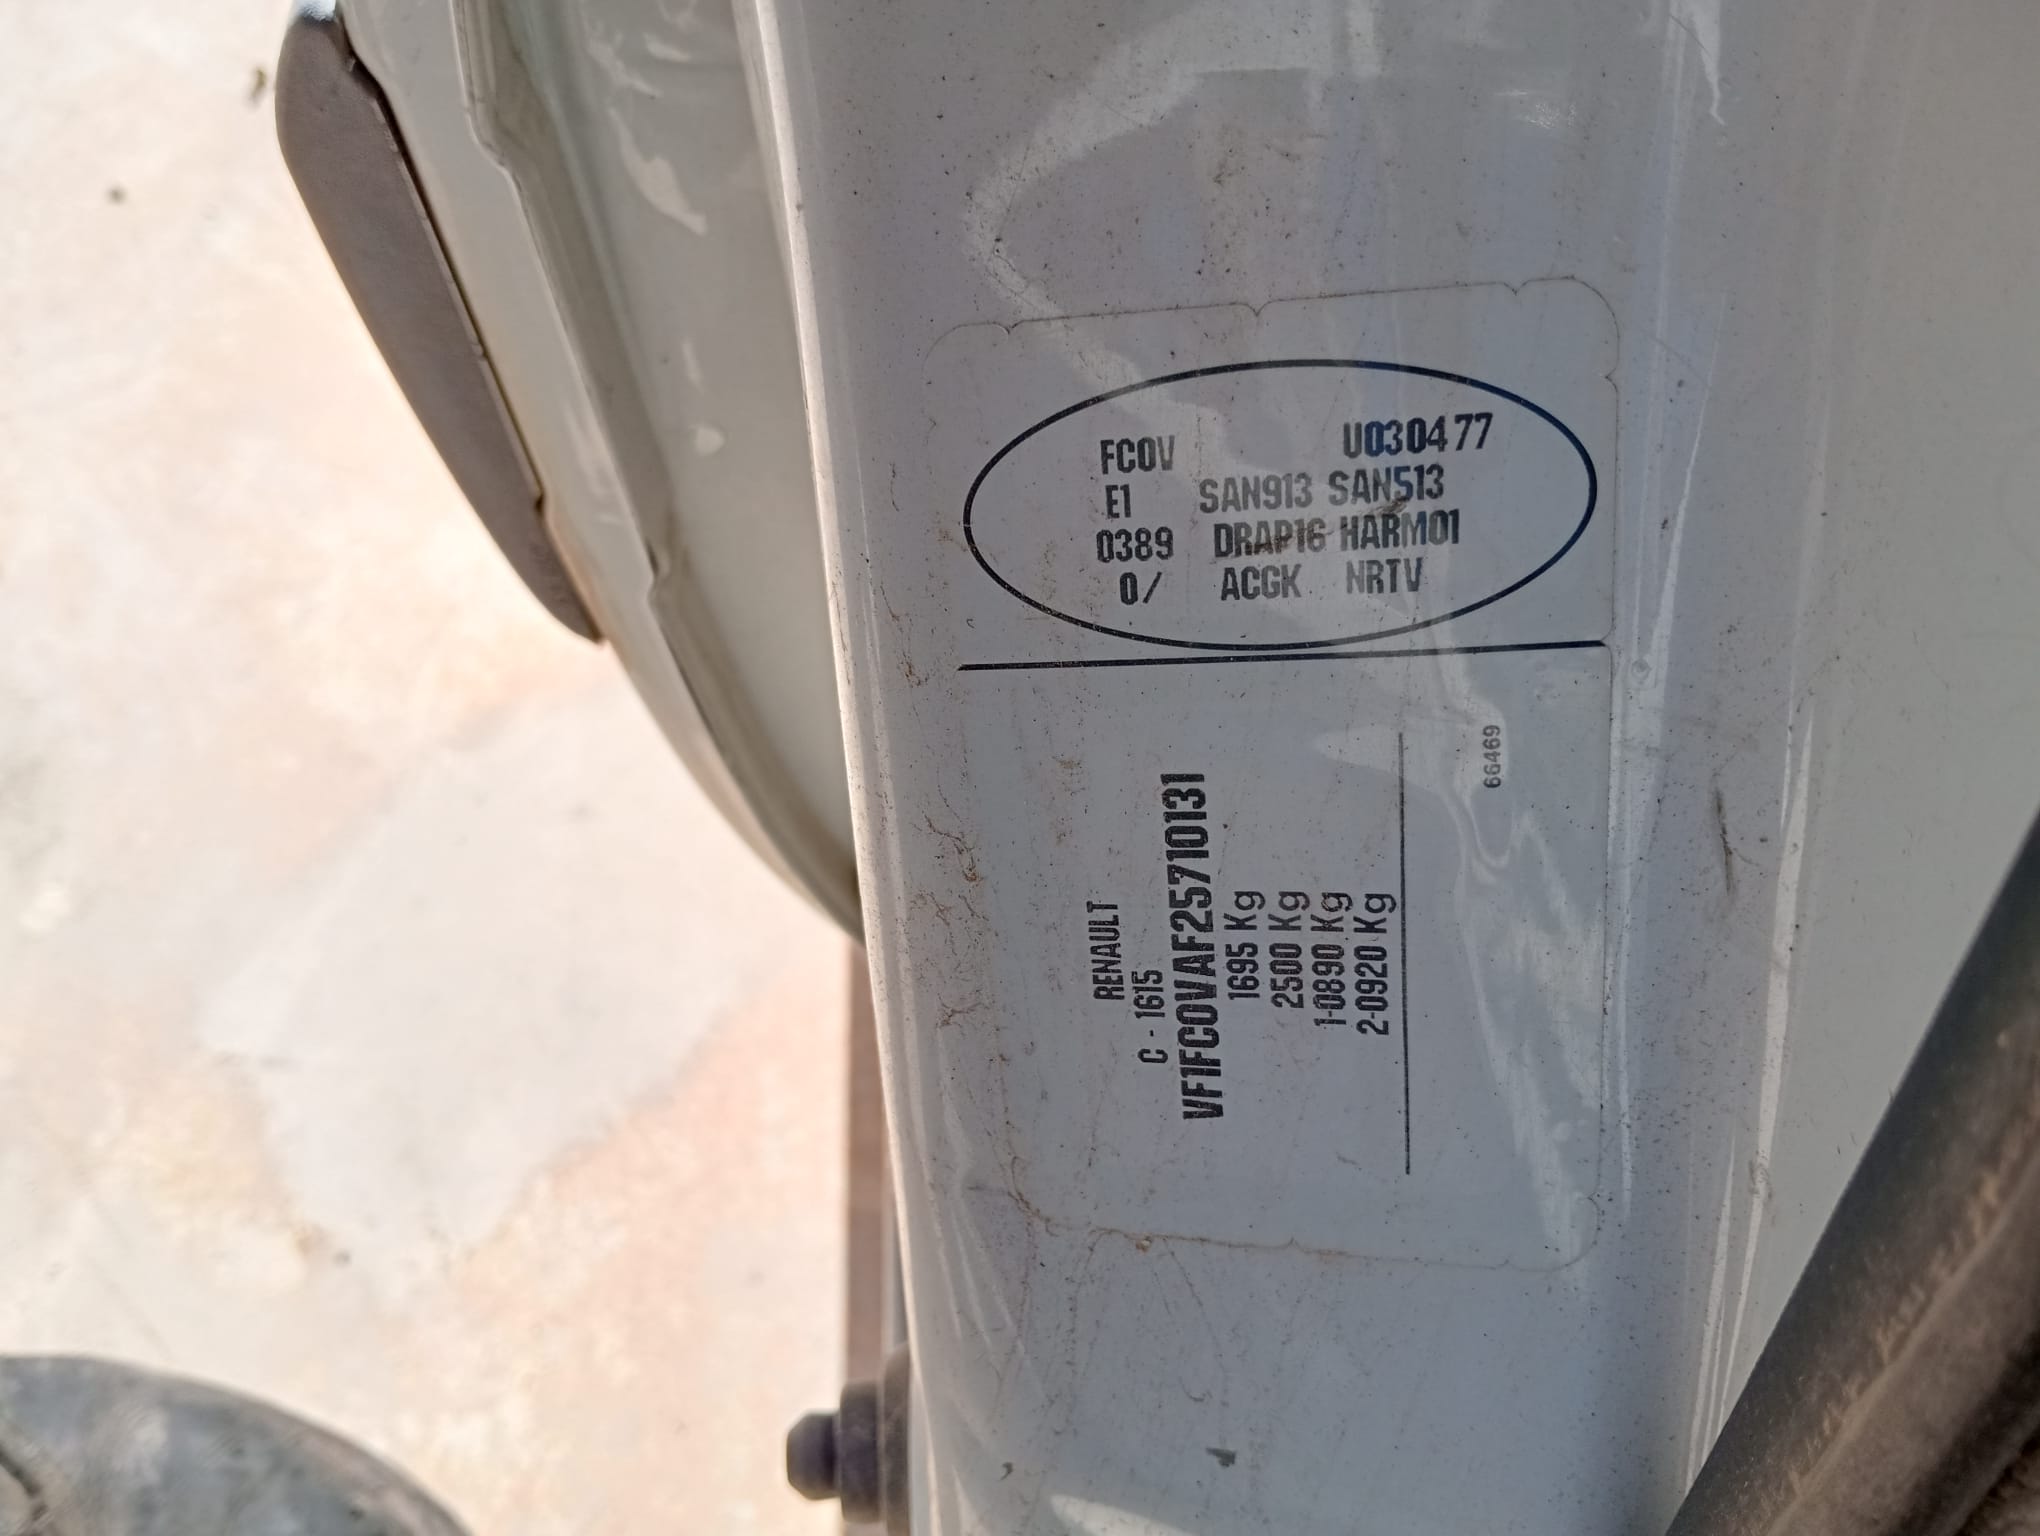 FC0V U030477
E1 SAN913 SAN513
0389 DRAP16 HARM01
0/ ACGK NRTV
RENAULT
C - 1615
VF1FC0VAF25710131
1695 Kg
2500 Kg
1-0890 Kg
2-0920 Kg
66469